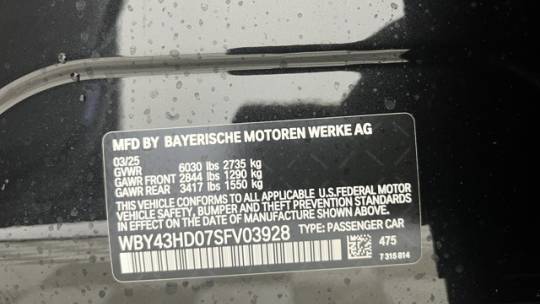 MFD BY BAYERISCHE MOTOREN WERKE AG
03/25
GVWR 6030 lbs 2735 kg
GAWR FRONT 2844 lbs 1290 kg
GAWR REAR 3417 lbs 1550 kg
THIS VEHICLE CONFORMS TO ALL APPLICABLE U.S.FEDERAL MOTOR
VEHICLE SAFETY, BUMPER AND THEFT PREVENTION STANDARDS
IN EFFECT ON THE DATE OF MANUFACTURE SHOWN ABOVE.
WBY43HD07SFV03928 TYPE: PASSENGER CAR
475
7 315 814